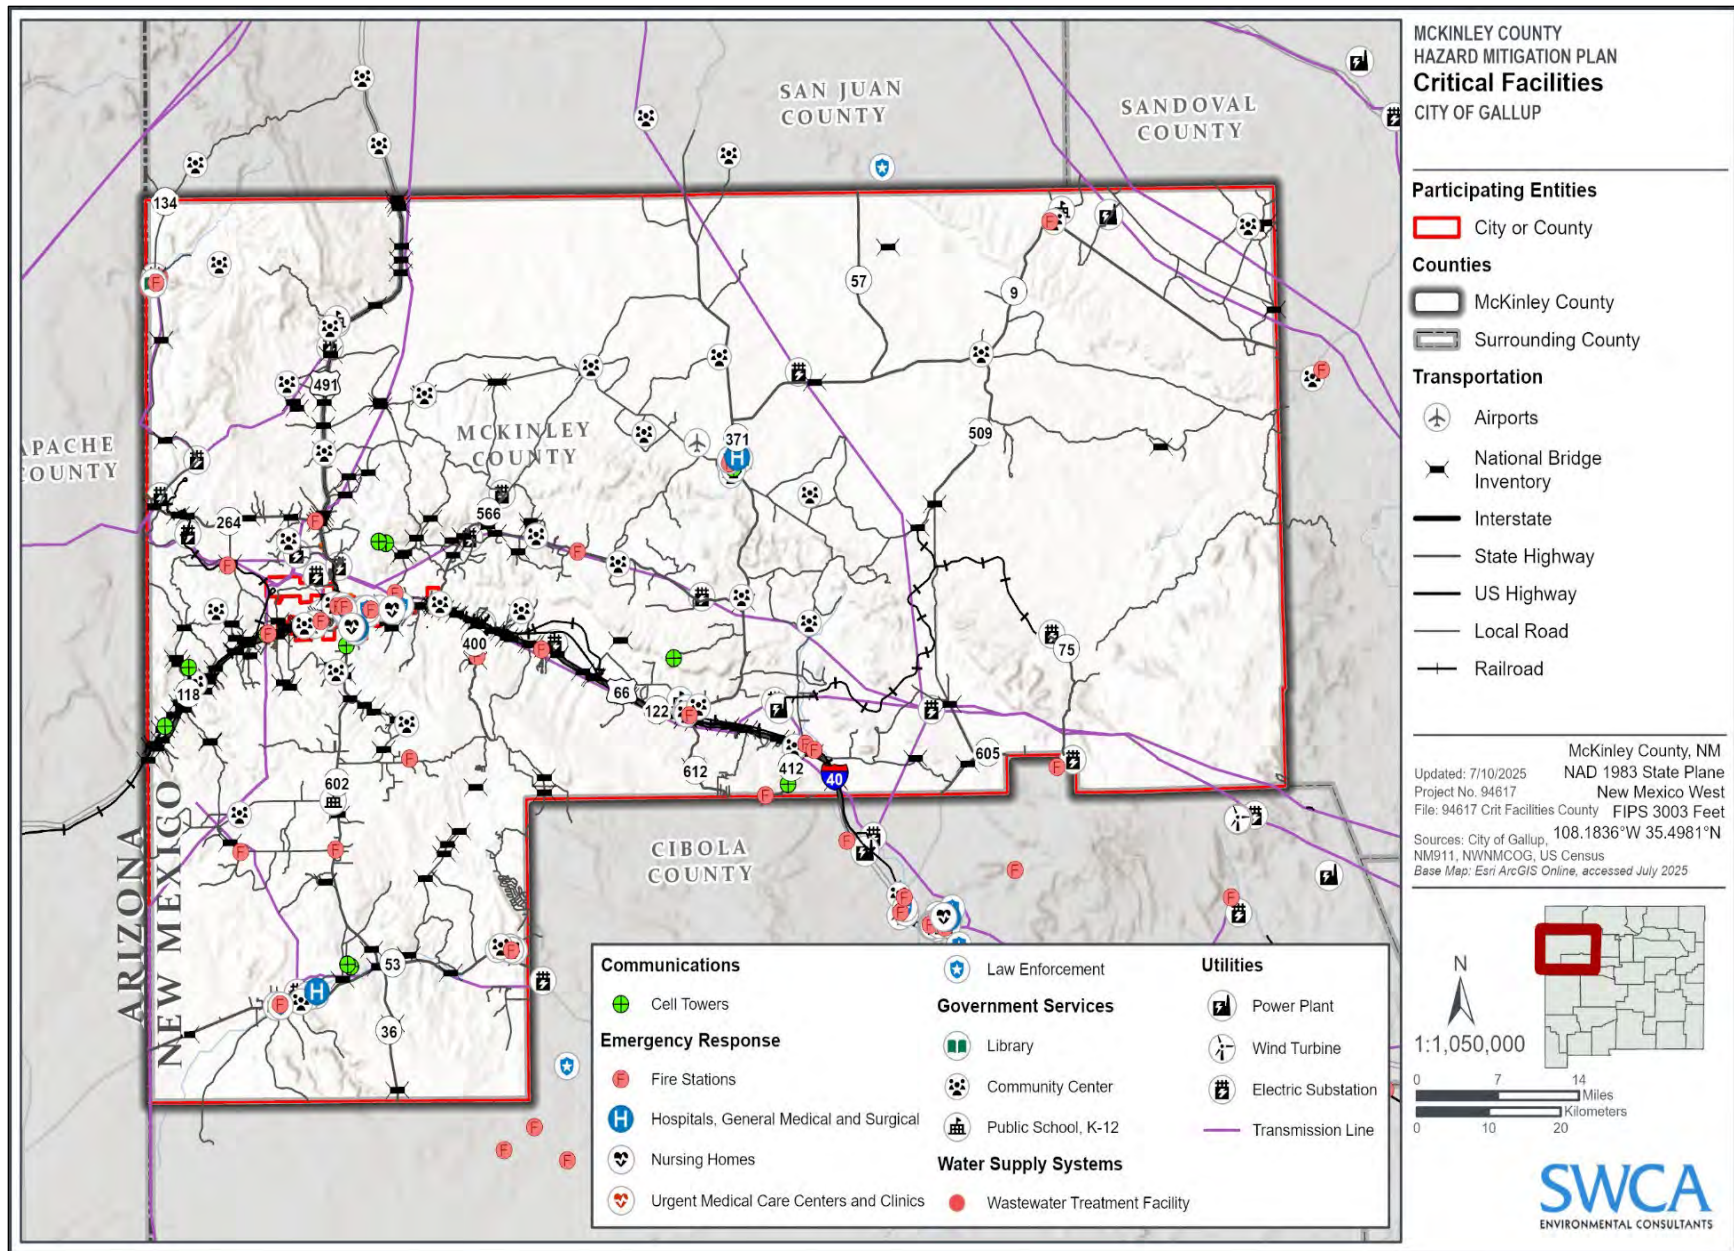 MCKINLEY COUNTY
HAZARD MITIGATION PLAN
Critical Facilities
CITY OF GALLUP
Participating Entities
City or County
Counties
McKinley County
Surrounding County
Transportation
Airports
National Bridge
Inventory
Interstate
State Highway
US Highway
Local Road
Railroad
McKinley County, NM
NAD 1983 State Plane
New Mexico West
FIPS 3003 Feet
108.1836°W 35.4981°N
Updated: 7/10/2025
Project No. 94617
File: 94617 Crit Facilities County
Sources: City of Gallup,
NM911, NWNMCOG, US Census
Base Map: Esri ArcGIS Online, accessed July 2025
N
1:1,050,000
0 7 14
Miles
Kilometers
0 10 20
SWCA
ENVIRONMENTAL CONSULTANTS
SAN JUAN
COUNTY
SANDOVAL
COUNTY
APACHE
COUNTY
MCKINLEY
COUNTY
CIBOLA
COUNTY
ARIZONA
NEW MEXICO
134
57
9
491
371
509
264
566
400
75
118
66
122
602
612
412
40
605
53
36
Communications
Cell Towers
Emergency Response
F Fire Stations
H Hospitals, General Medical and Surgical
Nursing Homes
Urgent Medical Care Centers and Clinics
Law Enforcement
Government Services
Library
Community Center
Public School, K-12
Water Supply Systems
Wastewater Treatment Facility
Utilities
Power Plant
Wind Turbine
Electric Substation
Transmission Line